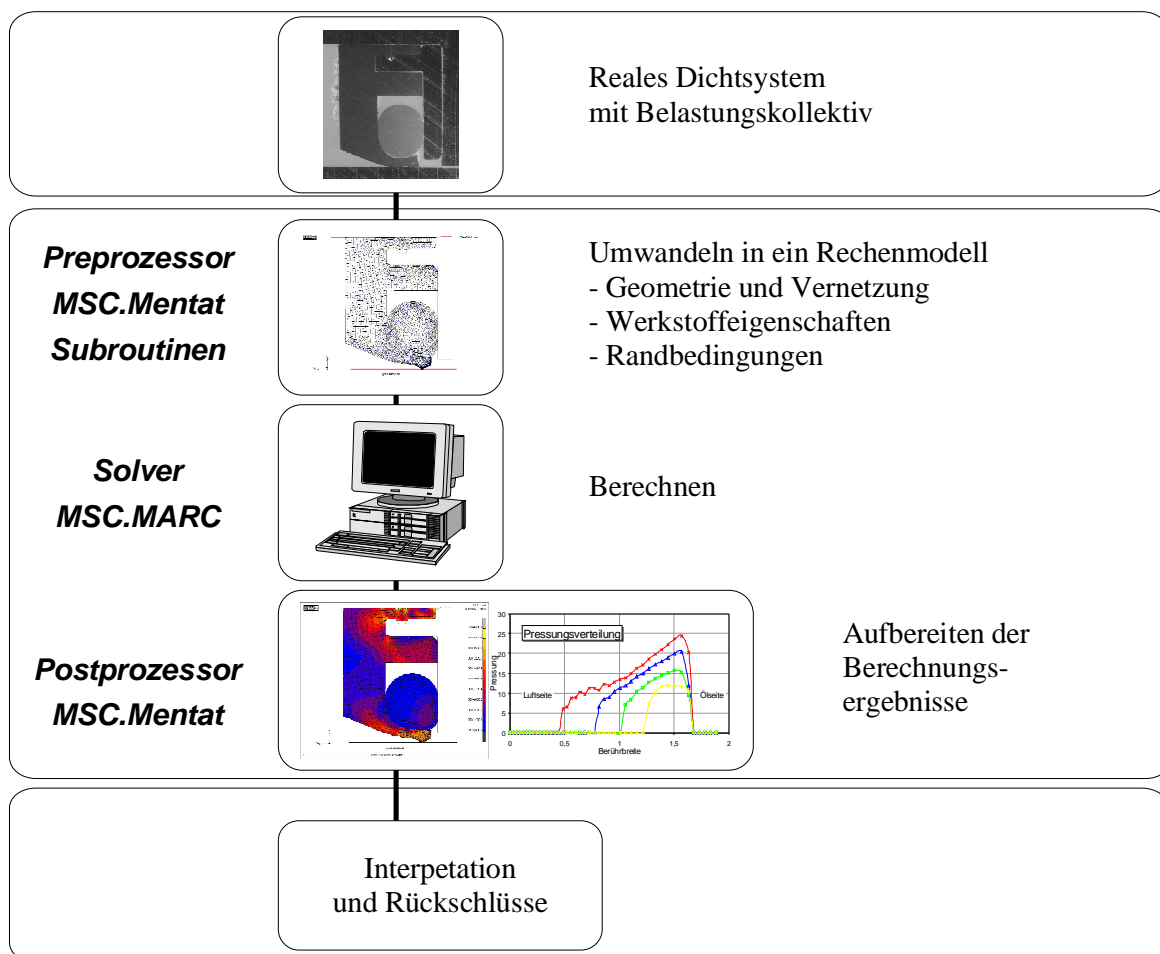 Reales Dichtsystem
mit Belastungskollektiv
Preprozessor
MSC.Mentat
Subroutinen
Umwandeln in ein Rechenmodell
- Geometrie und Vernetzung
- Werkstoffeigenschaften
- Randbedingungen
Solver
MSC.MARC
Berechnen
Postprozessor
MSC.Mentat
Pressungsverteilung
Pressung
30
25
20
15
10
5
0
Luftseite
Ölseite
0 0,5 1 1,5 2
Berührbreite
Aufbereiten der
Berechnungs-
ergebnisse
Interpetation
und Rückschlüsse